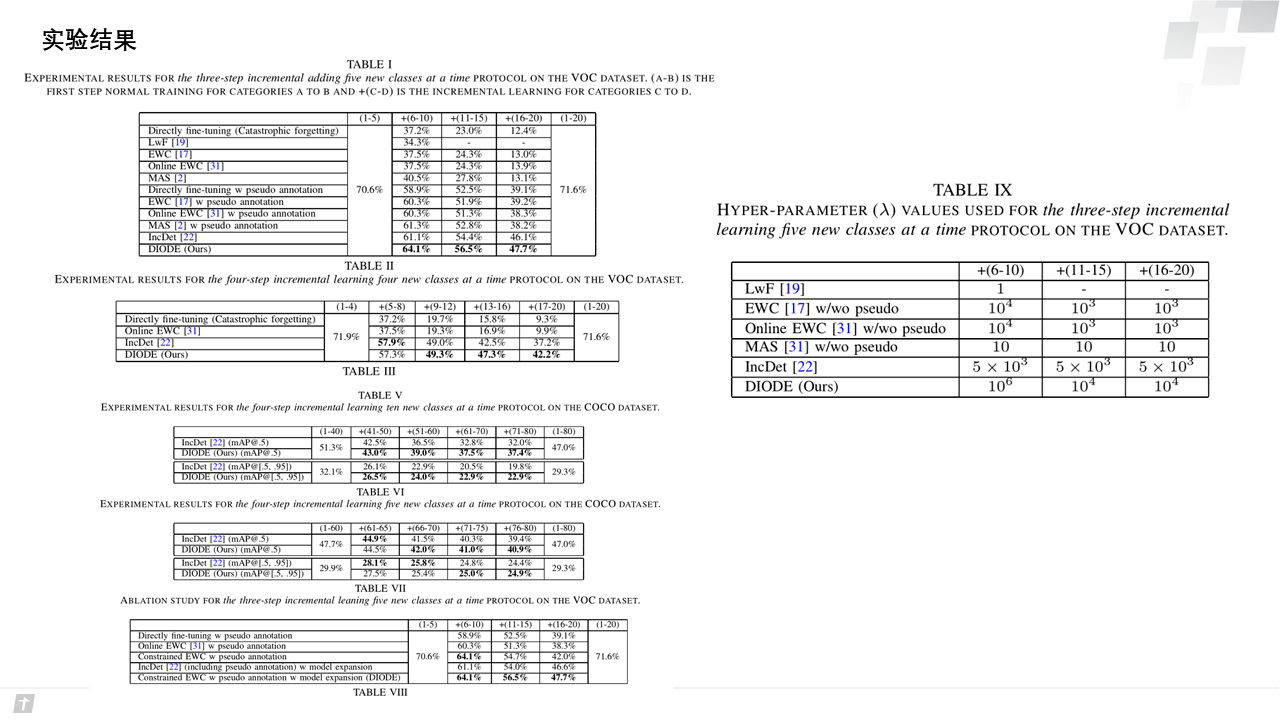 实验结果
TABLE I
EXPERIMENTAL RESULTS FOR the three-step incremental adding five new classes at a time PROTOCOL ON THE VOC DATASET. (A-B) IS THE
FIRST STEP NORMAL TRAINING FOR CATEGORIES A TO B AND +(C-D) IS THE INCREMENTAL LEARNING FOR CATEGORIES C TO D.
(1-5) +(6-10) +(11-15) +(16-20) (1-20)
Directly fine-tuning (Catastrophic forgetting) 37.2% 23.0% 12.4%
LwF [19] 34.3% - -
EWC [17] 37.5% 24.3% 13.0%
Online EWC [31] 37.5% 24.3% 13.9%
MAS [2] 40.5% 27.8% 13.1%
Directly fine-tuning w pseudo annotation 70.6% 58.9% 52.5% 39.1% 71.6%
EWC [17] w pseudo annotation 60.3% 51.9% 39.2%
Online EWC [31] w pseudo annotation 60.3% 51.3% 38.3%
MAS [2] w pseudo annotation 61.3% 52.8% 38.2%
IncDet [22] 61.1% 54.4% 46.1%
DIODE (Ours) 64.1% 56.5% 47.7%
TABLE II
EXPERIMENTAL RESULTS FOR the four-step incremental learning four new classes at a time PROTOCOL ON THE VOC DATASET.
(1-4) +(5-8) +(9-12) +(13-16) +(17-20) (1-20)
Directly fine-tuning (Catastrophic forgetting) 37.2% 19.7% 15.8% 9.3%
Online EWC [31] 37.5% 19.3% 16.9% 9.9%
71.9% 71.6%
IncDet [22] 57.9% 49.0% 42.5% 37.2%
DIODE (Ours) 57.3% 49.3% 47.3% 42.2%
TABLE III
TABLE V
EXPERIMENTAL RESULTS FOR the four-step incremental learning ten new classes at a time PROTOCOL ON THE COCO DATASET.
(1-40) +(41-50) +(51-60) +(61-70) +(71-80) (1-80)
IncDet [22] (mAP@.5) 42.5% 36.5% 32.8% 32.0%
51.3% 47.0%
DIODE (Ours) (mAP@.5) 43.0% 39.0% 37.5% 37.4%
IncDet [22] (mAP@[.5, .95]) 26.1% 22.9% 20.5% 19.8%
32.1% 29.3%
DIODE (Ours) (mAP@[.5, .95]) 26.5% 24.0% 22.9% 22.9%
TABLE VI
EXPERIMENTAL RESULTS FOR the four-step incremental learning five new classes at a time PROTOCOL ON THE COCO DATASET.
(1-60) +(61-65) +(66-70) +(71-75) +(76-80) (1-80)
IncDet [22] (mAP@.5) 44.9% 41.5% 40.3% 39.4%
47.7% 47.0%
DIODE (Ours) (mAP@.5) 44.5% 42.0% 41.0% 40.9%
IncDet [22] (mAP@[.5, .95]) 28.1% 25.8% 24.8% 24.4%
29.9% 29.3%
DIODE (Ours) (mAP@[.5, .95]) 27.5% 25.4% 25.0% 24.9%
TABLE VII
ABLATION STUDY FOR the three-step incremental leaning five new classes at a time PROTOCOL ON THE VOC DATASET.
(1-5) +(6-10) +(11-15) +(16-20) (1-20)
Directly fine-tuning w pseudo annotation 58.9% 52.5% 39.1%
Online EWC [31] w pseudo annotation 60.3% 51.3% 38.3%
Constrained EWC w pseudo annotation 70.6% 64.1% 54.7% 42.0% 71.6%
IncDet [22] (including pseudo annotation) w model expansion 61.1% 54.0% 46.6%
Constrained EWC w pseudo annotation w model expansion (DIODE) 64.1% 56.5% 47.7%
TABLE VIII
TABLE IX
HYPER-PARAMETER (λ) VALUES USED FOR the three-step incremental
learning five new classes at a time PROTOCOL ON THE VOC DATASET.
+(6-10) +(11-15) +(16-20)
LwF [19] 1 - -
EWC [17] w/wo pseudo 10⁴ 10³ 10³
Online EWC [31] w/wo pseudo 10⁴ 10³ 10³
MAS [31] w/wo pseudo 10 10 10
IncDet [22] 5 × 10³ 5 × 10³ 5 × 10³
DIODE (Ours) 10⁶ 10⁴ 10⁴